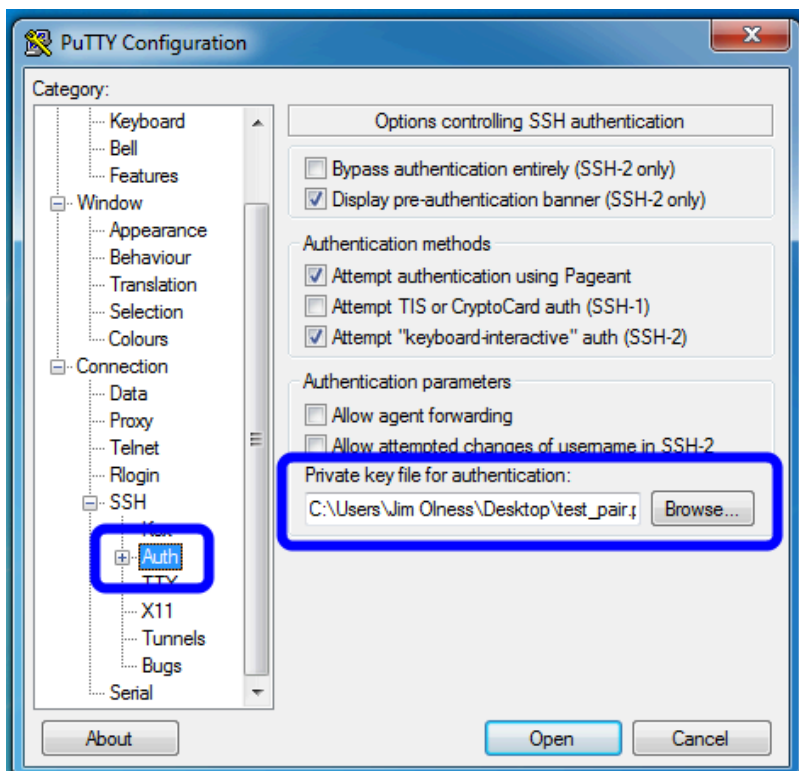 PuTTY Configuration
Category:
Keyboard
Bell
Features
Window
Appearance
Behaviour
Translation
Selection
Colours
Connection
Data
Proxy
Telnet
Rlogin
SSH
Kex
Auth
TTY
X11
Tunnels
Bugs
Serial
Options controlling SSH authentication
Bypass authentication entirely (SSH-2 only)
Display pre-authentication banner (SSH-2 only)
Authentication methods
Attempt authentication using Pageant
Attempt TIS or CryptoCard auth (SSH-1)
Attempt "keyboard-interactive" auth (SSH-2)
Authentication parameters
Allow agent forwarding
Allow attempted changes of username in SSH-2
Private key file for authentication:
C:\Users\Jim Olness\Desktop\test_pair.p
Browse...
About
Open
Cancel